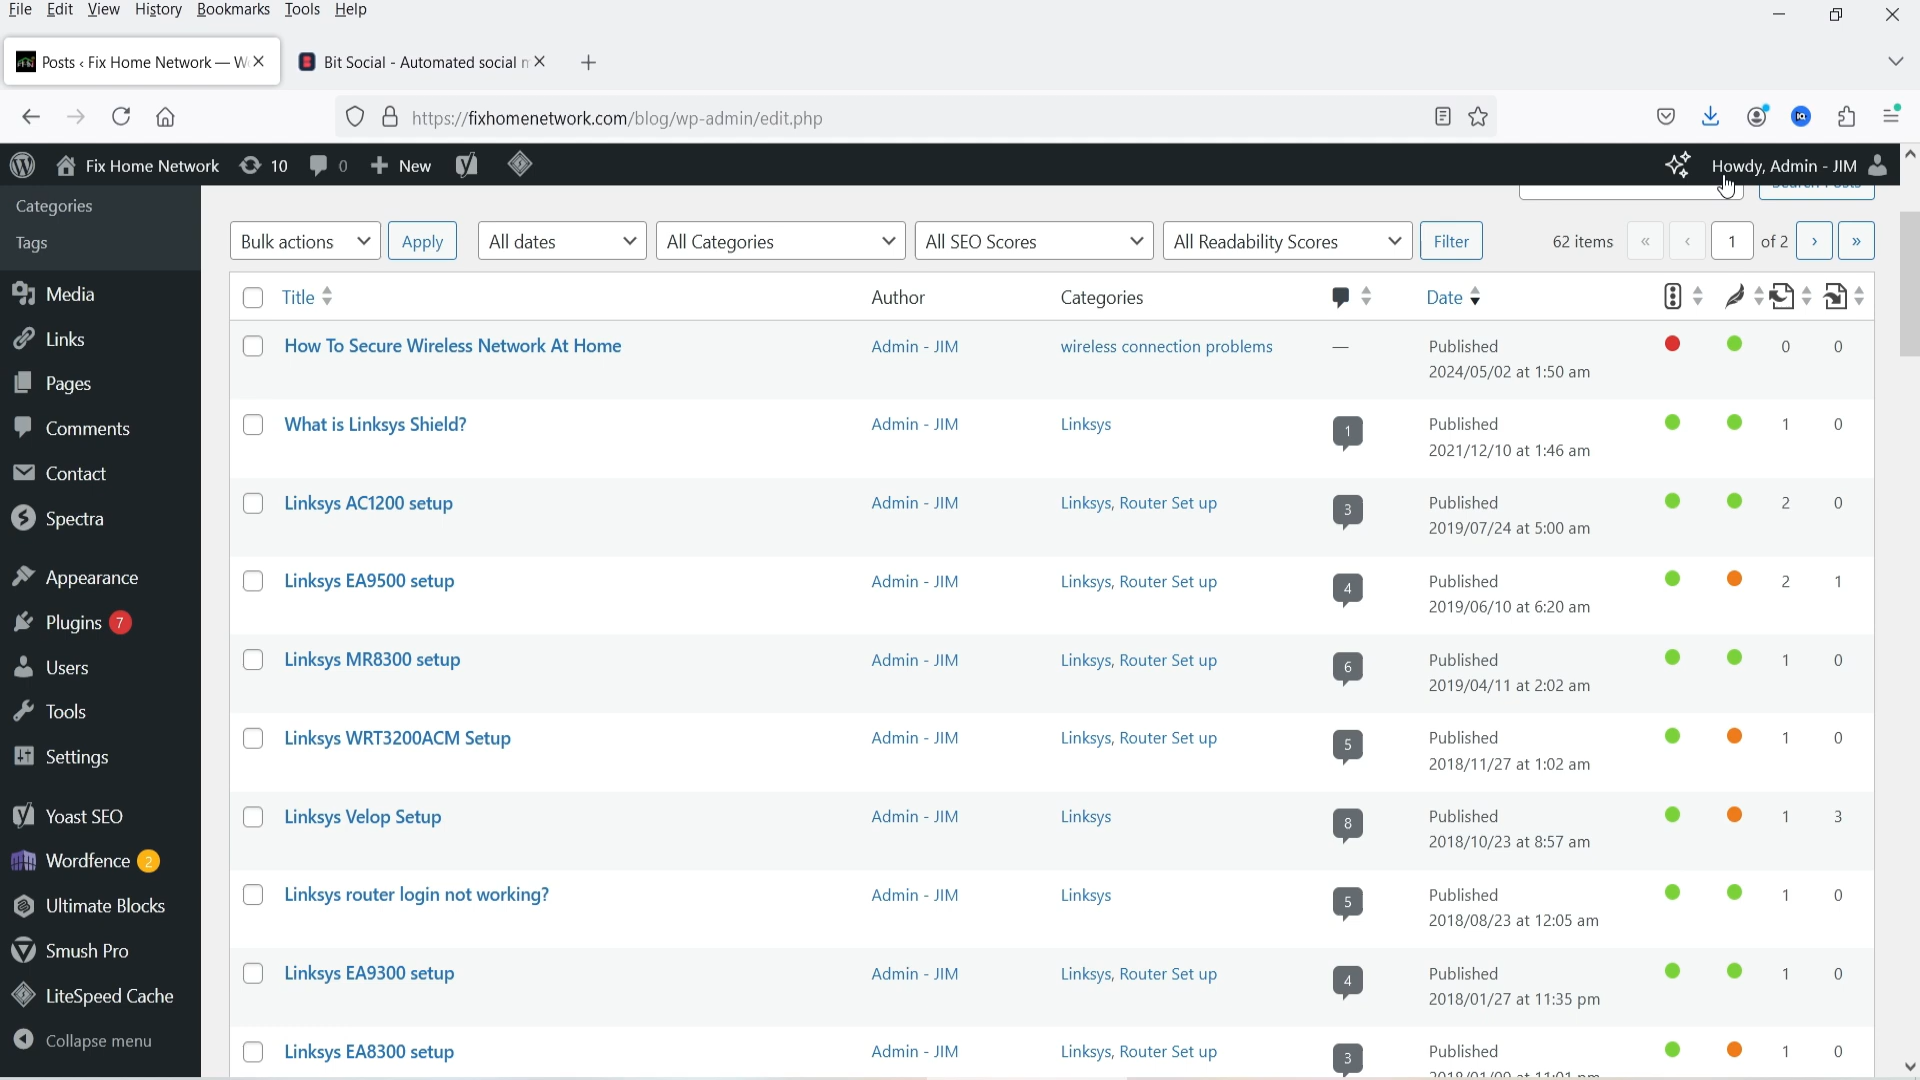 File Edit View History Bookmarks Tools Help
Posts ‹ Fix Home Network — W
Bit Social - Automated social
https://fixhomenetwork.com/blog/wp-admin/edit.php
Fix Home Network 10 0 New Howdy, Admin - JIM
Categories
Tags
Media
Links
Pages
Comments
Contact
Spectra
Appearance
Plugins 7
Users
Tools
Settings
Yoast SEO
Wordfence 2
Ultimate Blocks
Smush Pro
LiteSpeed Cache
Collapse menu
Search Posts
Bulk actions Apply All dates All Categories All SEO Scores All Readability Scores Filter 62 items « ‹ 1 of 2 › »
Title Author Categories Date
How To Secure Wireless Network At Home Admin - JIM wireless connection problems — Published 0 0
2024/05/02 at 1:50 am
What is Linksys Shield? Admin - JIM Linksys 1 Published 1 0
2021/12/10 at 1:46 am
Linksys AC1200 setup Admin - JIM Linksys, Router Set up 3 Published 2 0
2019/07/24 at 5:00 am
Linksys EA9500 setup Admin - JIM Linksys, Router Set up 4 Published 2 1
2019/06/10 at 6:20 am
Linksys MR8300 setup Admin - JIM Linksys, Router Set up 6 Published 1 0
2019/04/11 at 2:02 am
Linksys WRT3200ACM Setup Admin - JIM Linksys, Router Set up 5 Published 1 0
2018/11/27 at 1:02 am
Linksys Velop Setup Admin - JIM Linksys 8 Published 1 3
2018/10/23 at 8:57 am
Linksys router login not working? Admin - JIM Linksys 5 Published 1 0
2018/08/23 at 12:05 am
Linksys EA9300 setup Admin - JIM Linksys, Router Set up 4 Published 1 0
2018/01/27 at 11:35 pm
Linksys EA8300 setup Admin - JIM Linksys, Router Set up 3 Published 1 0
2018/01/09 at 11:01 pm